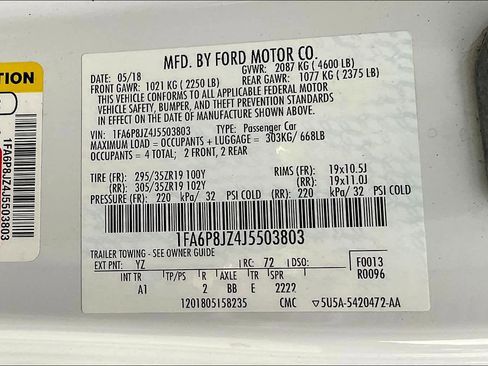 MFD. BY FORD MOTOR CO.
DATE: 05/18 GVWR: 2087 KG ( 4600 LB)
FRONT GAWR: 1021 KG ( 2250 LB) REAR GAWR: 1077 KG ( 2375 LB)
THIS VEHICLE CONFORMS TO ALL APPLICABLE FEDERAL MOTOR
VEHICLE SAFETY, BUMPER, AND THEFT PREVENTION STANDARDS
IN EFFECT ON THE DATE OF MANUFACTURE SHOWN ABOVE.
VIN: 1FA6P8JZ4J5503803 TYPE: Passenger Car
MAXIMUM LOAD = OCCUPANTS + LUGGAGE = 303KG/ 668LB
OCCUPANTS = 4 TOTAL; 2 FRONT, 2 REAR
TIRE (FR): 295/35ZR19 100Y RIMS (FR): 19x10.5J
(RR): 305/35ZR19 102Y (RR): 19x11.0J
PRESSURE (FR): 220 kPa/ 32 PSI COLD (RR): 220 kPa/ 32 PSI COLD
1FA6P8JZ4J5503803
TRAILER TOWING - SEE OWNER GUIDE
EXT PNT: YZ RC: 72 DSO: F0013
R0096
INT TR TP/PS R AXLE TR SPR
A1 2 BB E 2222
1201805158235 CMC 5U5A-5420472-AA
1FA6P8JZ4J5503803